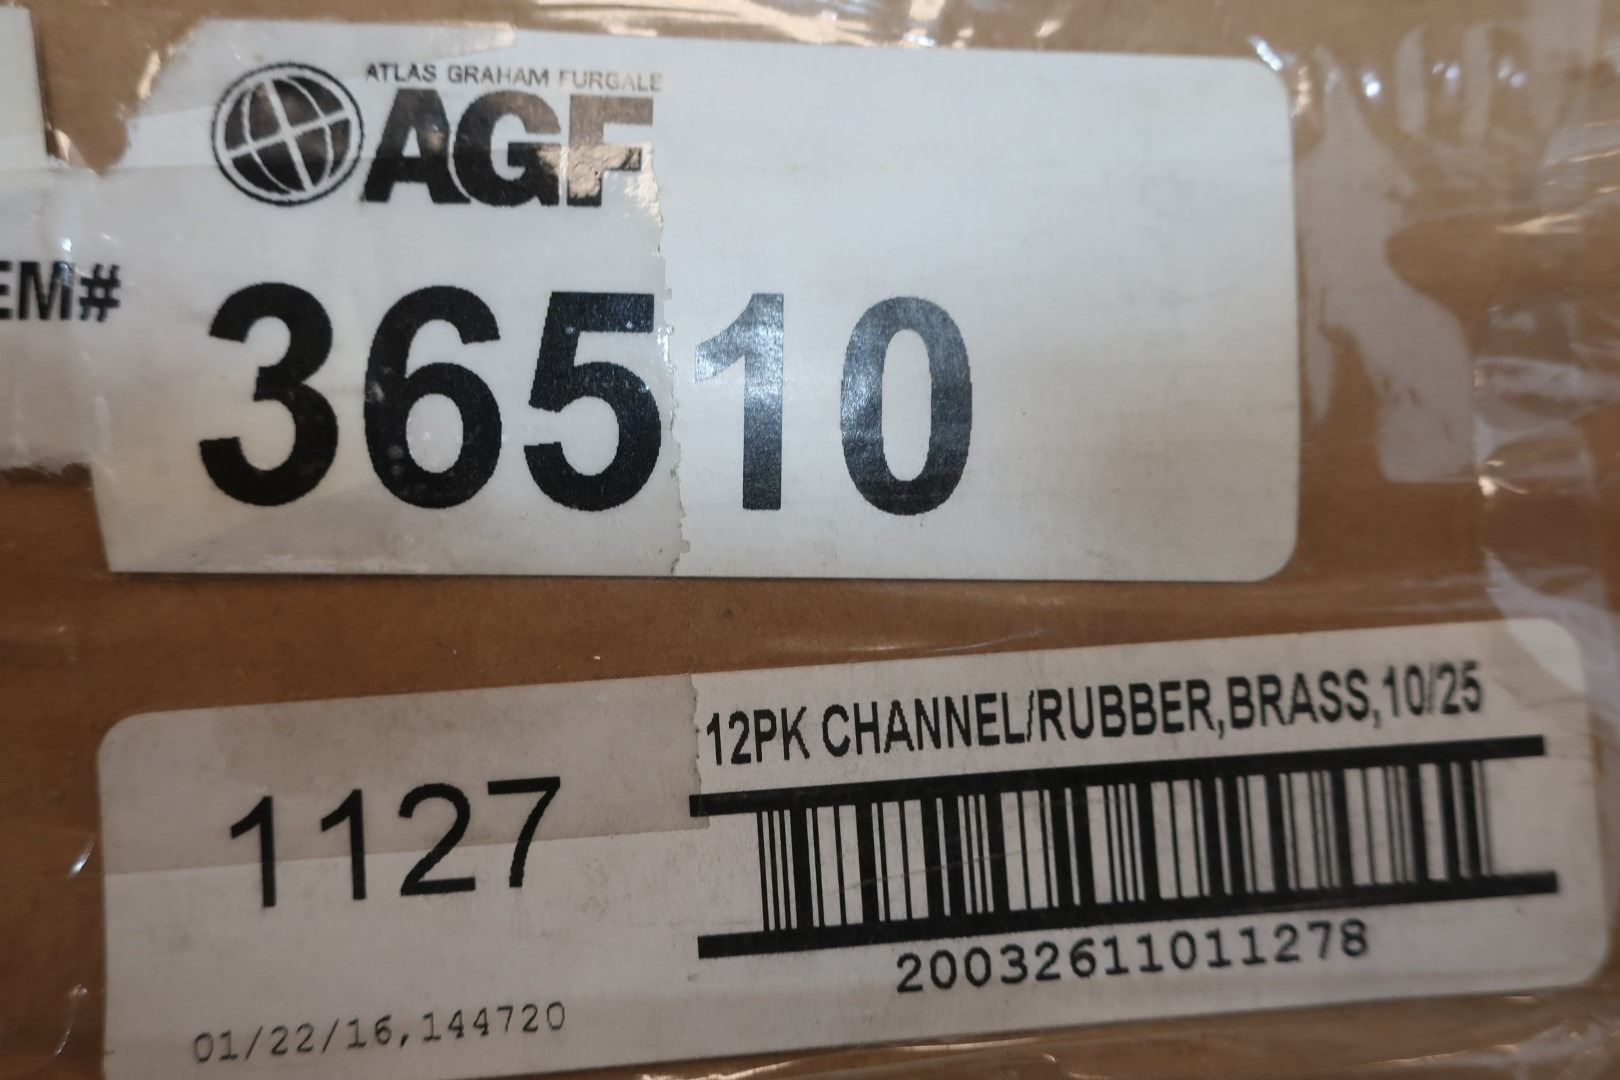 ATLAS GRAHAM FURGALE
AGF
EM#
36510
12PK CHANNEL/RUBBER,BRASS,10/25
1127
20032611011278
01/22/16,144720